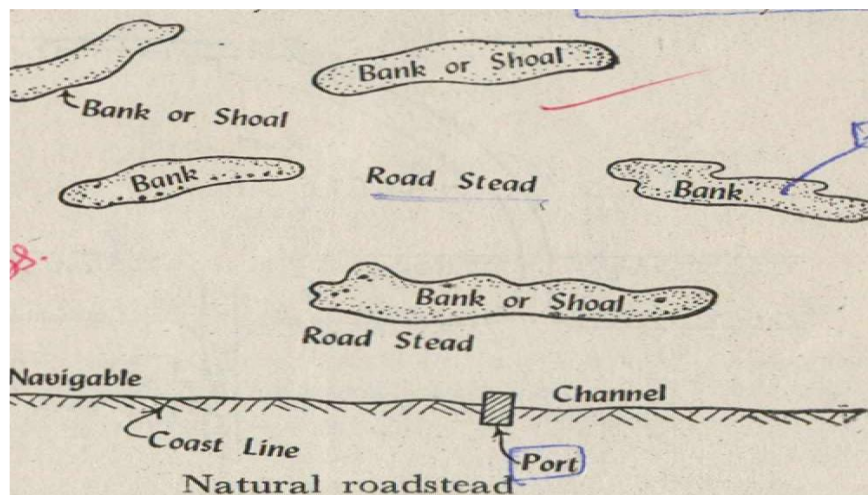 Bank or Shoal
Bank or Shoal
Bank
Road Stead
Bank
Bank or Shoal
Road Stead
Navigable
Channel
Coast Line
Port
Natural roadstead